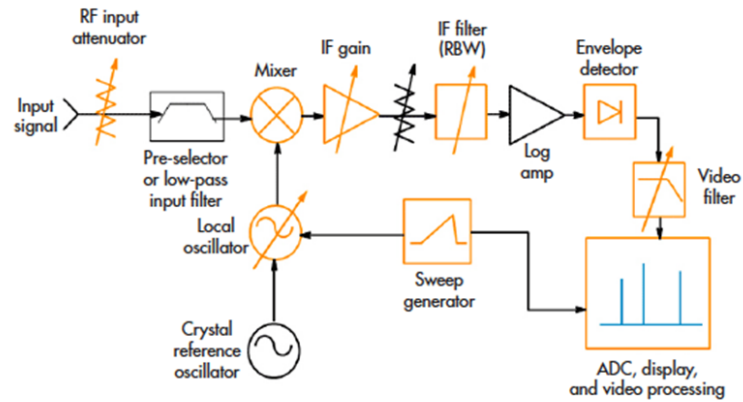 RF input
attenuator
IF gain
IF filter
(RBW)
Envelope
detector
Mixer
Input
signal
Pre-selector
or low-pass
input filter
Log
amp
Video
filter
Local
oscillator
Sweep
generator
Crystal
reference
oscillator
ADC, display,
and video processing